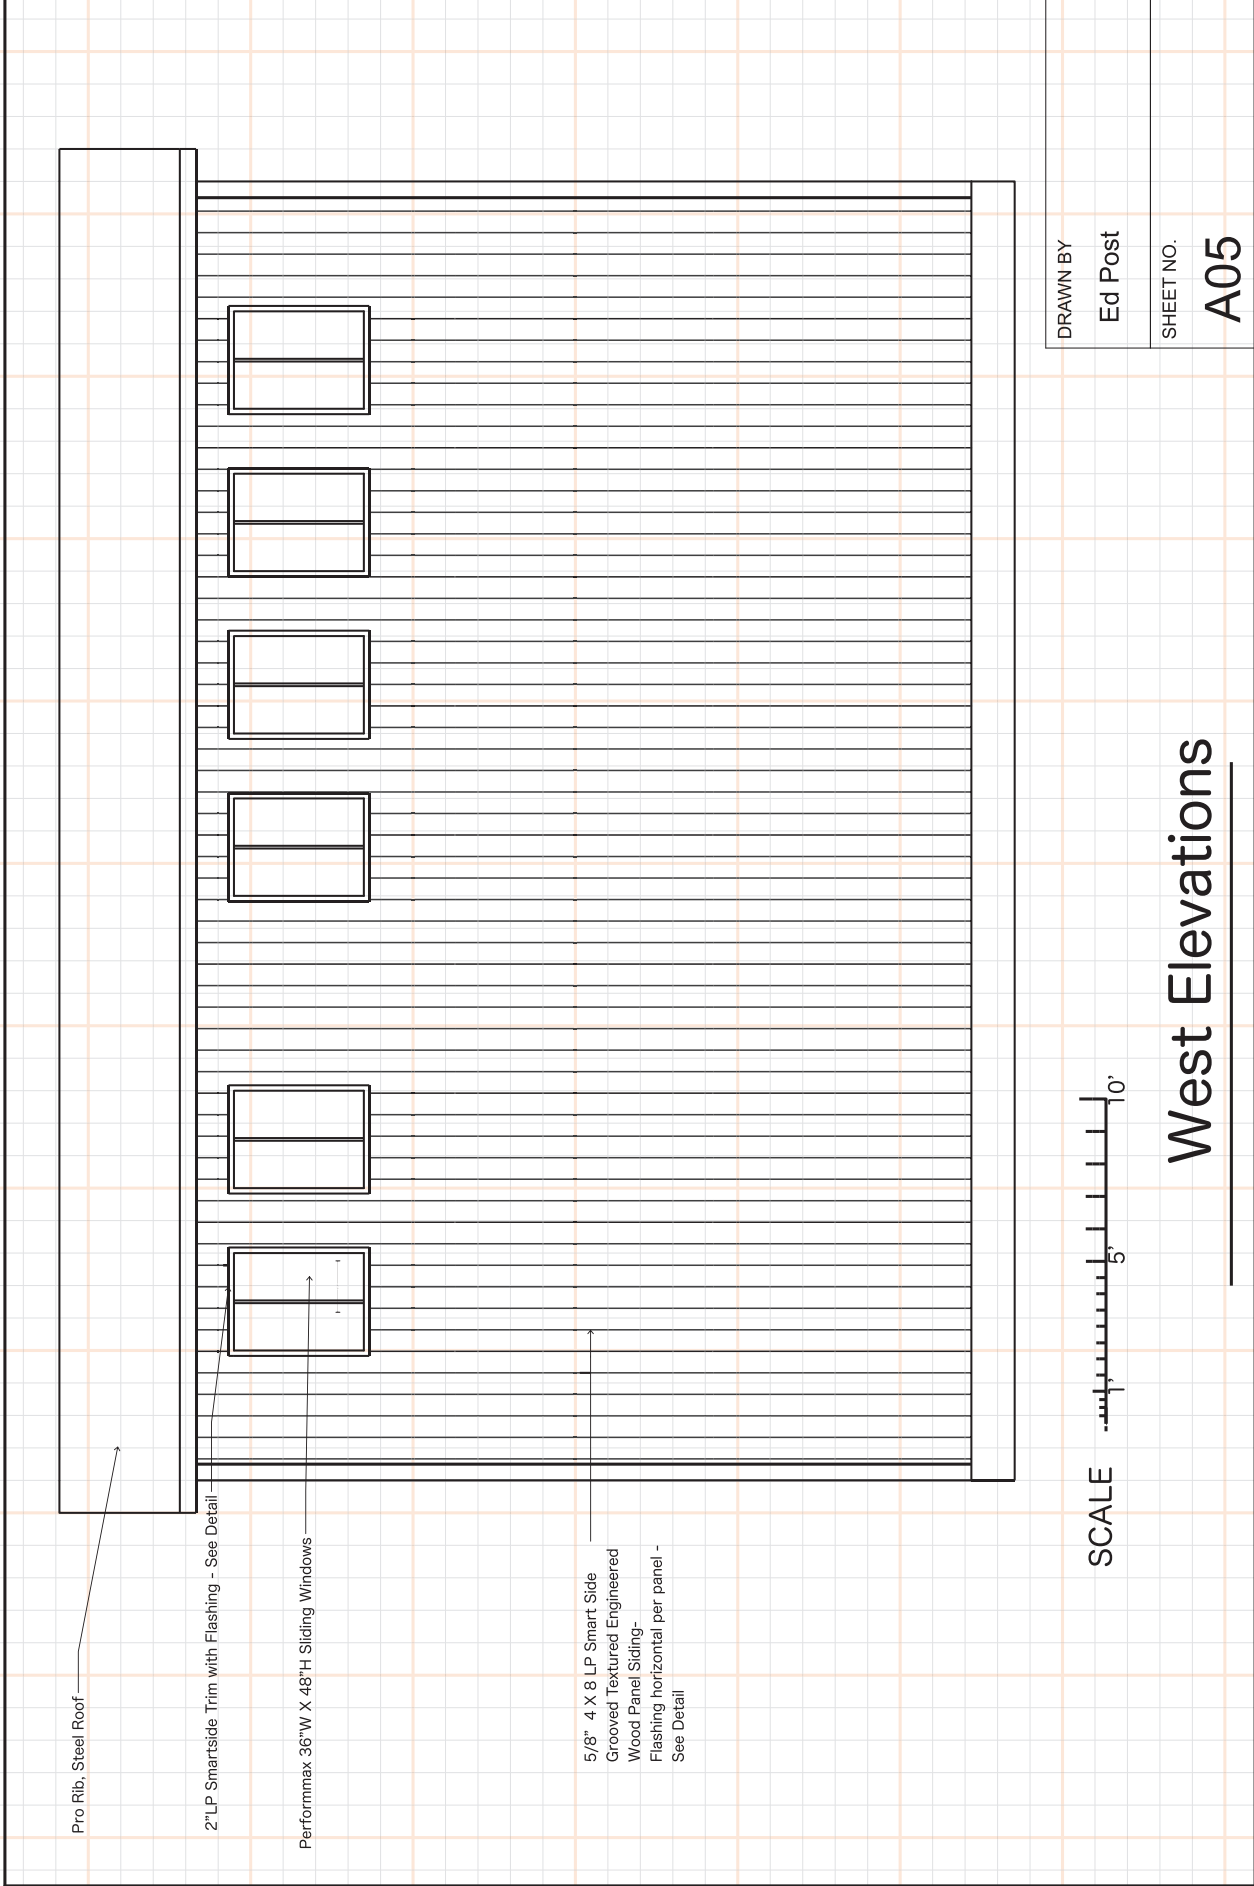 Pro Rib, Steel Roof
2"LP Smartside Trim with Flashing - See Detail
Performmax 36"W X 48"H Sliding Windows
5/8"  4 X 8 LP Smart Side
Grooved Textured Engineered
Wood Panel Siding-
Flashing horizontal per panel -
See Detail
SCALE
1'
5'
10'
West Elevations
DRAWN BY
Ed Post
SHEET NO.
A05